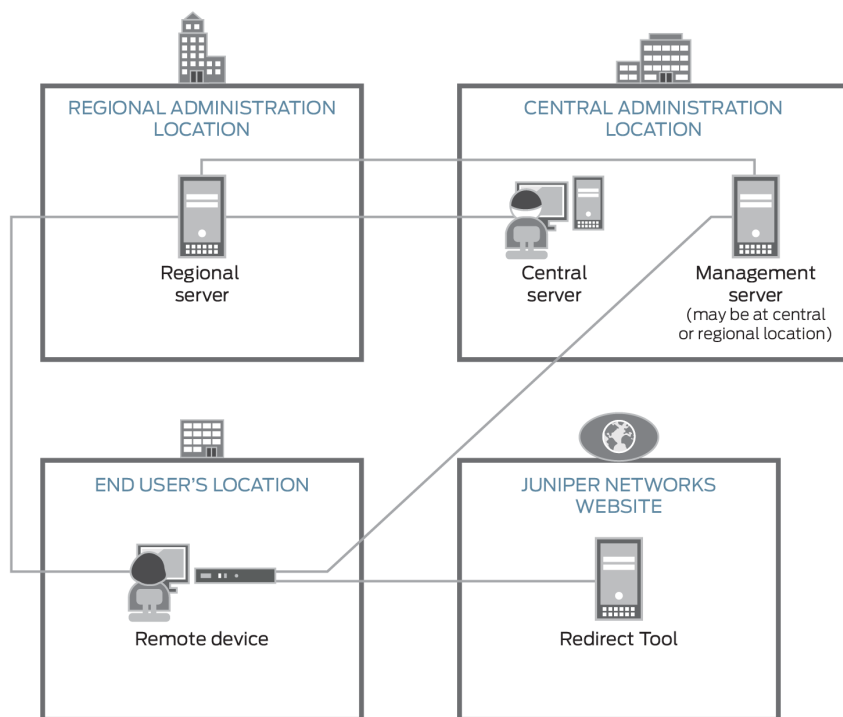 REGIONAL ADMINISTRATION
LOCATION
CENTRAL ADMINISTRATION
LOCATION
Regional
server
Central
server
Management
server
(may be at central
or regional location)
END USER’S LOCATION
JUNIPER NETWORKS
WEBSITE
Remote device
Redirect Tool